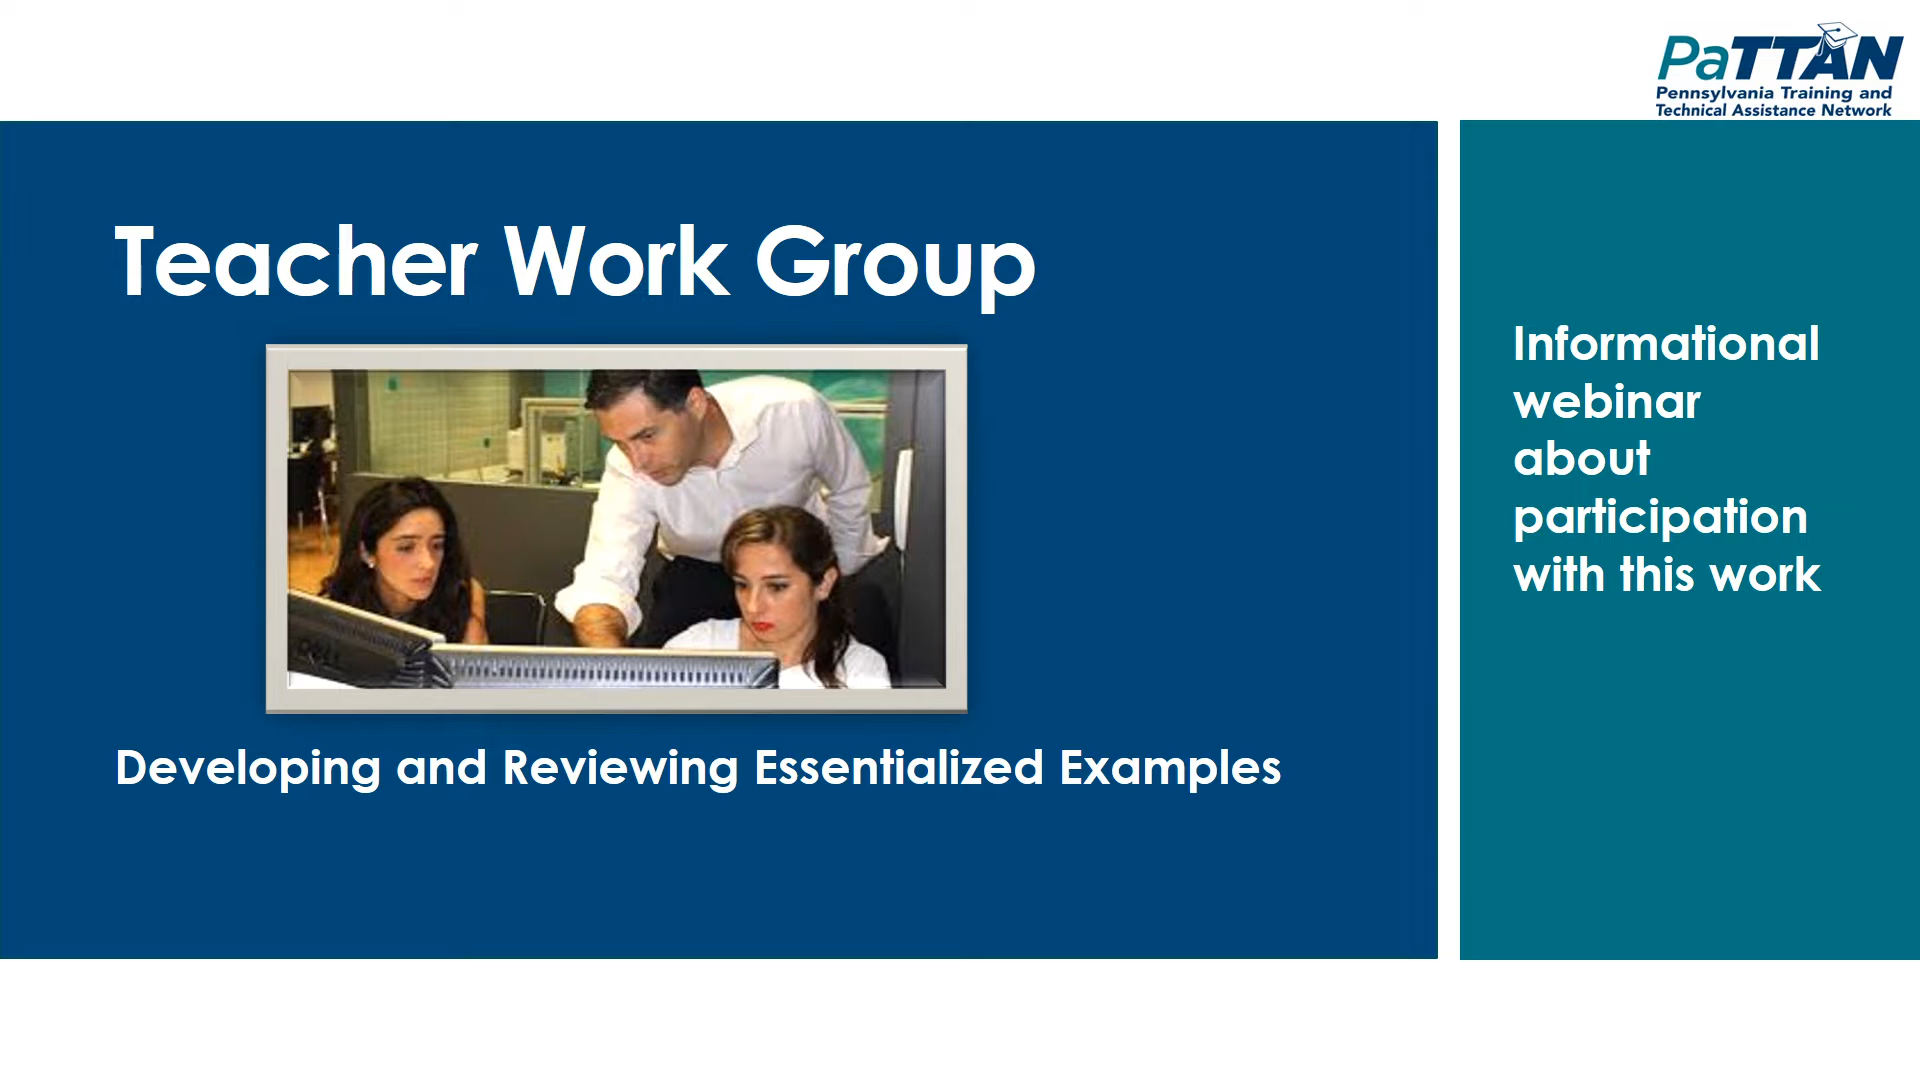 PaTTAN
Pennsylvania Training and
Technical Assistance Network
Teacher Work Group
Developing and Reviewing Essentialized Examples
Informational
webinar
about
participation
with this work